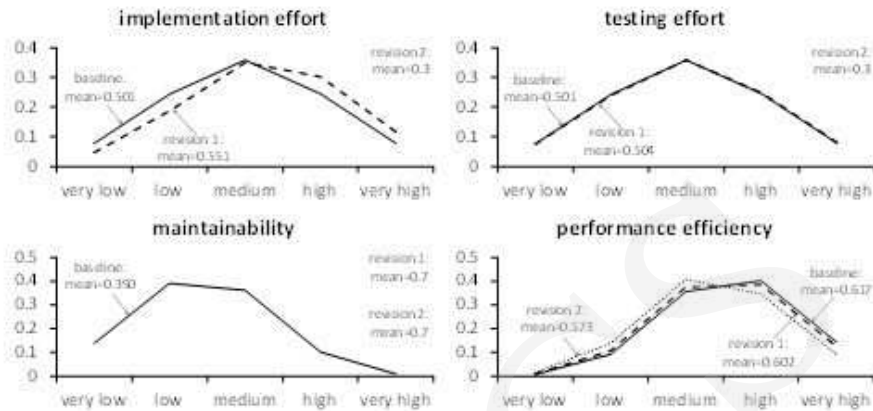 implementation effort
0.4
0.3
0.2
0.1
0
baseline:
mean=0.501
revision 1:
mean=0.551
revision 2:
mean=0.3
very low
low
medium
high
very high
testing effort
0.4
0.3
0.2
0.1
0
baseline:
mean=0.501
revision 1:
mean=0.504
revision 2:
mean=0.3
very low
low
medium
high
very high
maintainability
0.5
0.4
0.3
0.2
0.1
0
baseline:
mean=0.390
revision 1:
mean=0.7
revision 2:
mean=0.7
very low
low
medium
high
very high
performance efficiency
0.5
0.4
0.3
0.2
0.1
0
revision 2:
mean=0.573
baseline:
mean=0.617
revision 1:
mean=0.602
very low
low
medium
high
very high